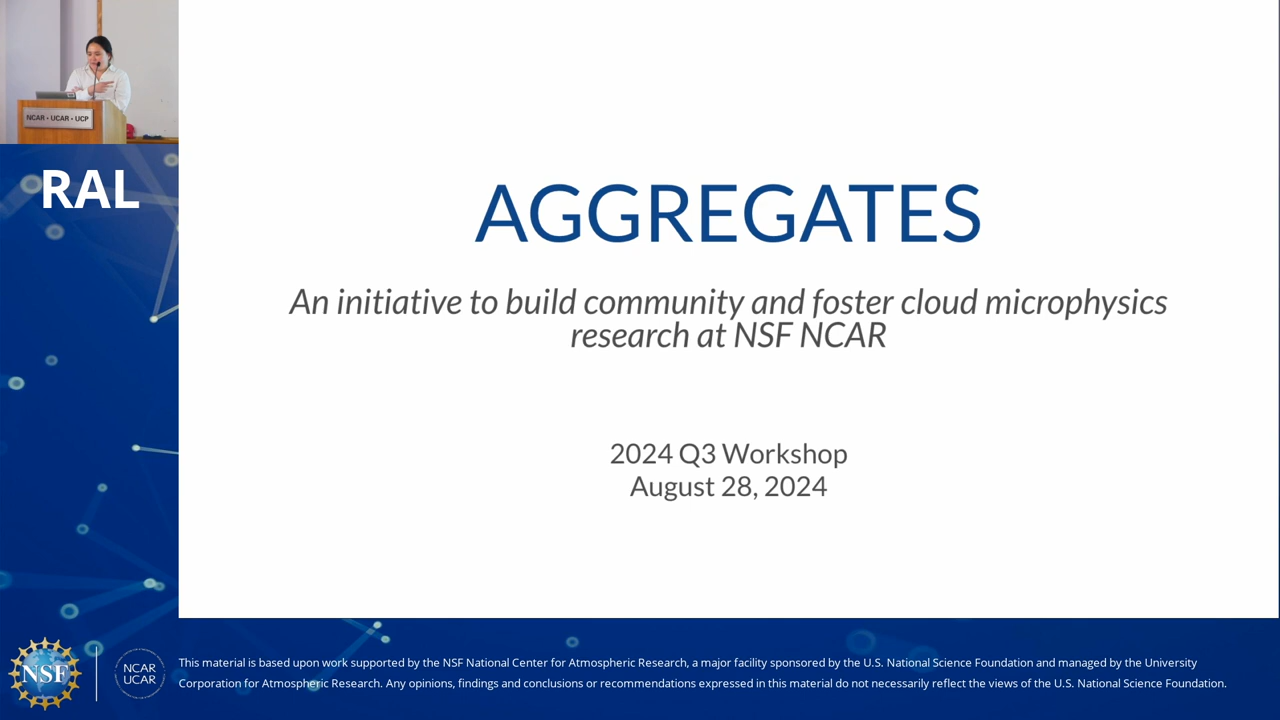 NCAR • UCAR • UCP
RAL
AGGREGATES
An initiative to build community and foster cloud microphysics
research at NSF NCAR
2024 Q3 Workshop
August 28, 2024
NSF
NCAR
UCAR
This material is based upon work supported by the NSF National Center for Atmospheric Research, a major facility sponsored by the U.S. National Science Foundation and managed by the University
Corporation for Atmospheric Research. Any opinions, findings and conclusions or recommendations expressed in this material do not necessarily reflect the views of the U.S. National Science Foundation.